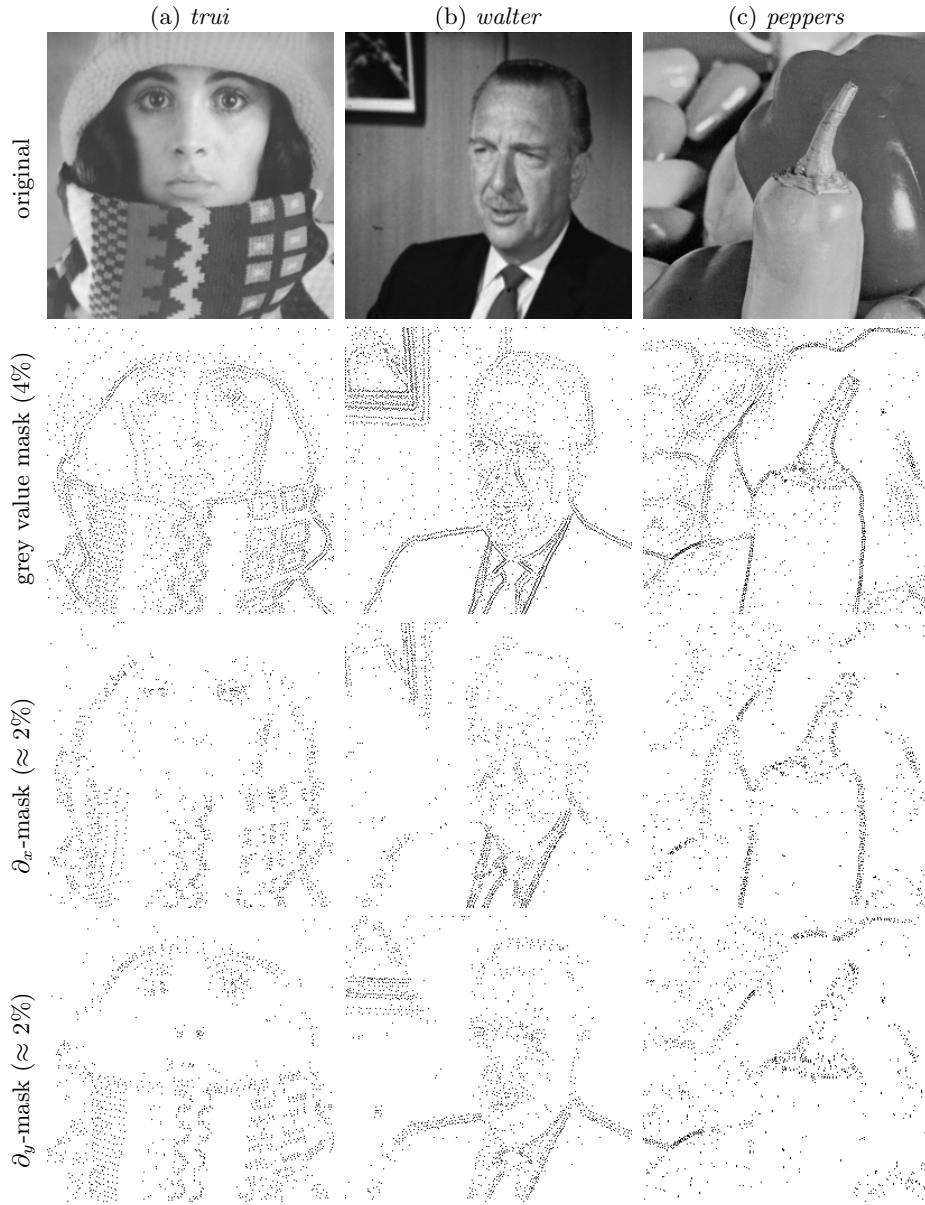 (a) trui
(b) walter
(c) peppers
original
grey value mask (4%)
∂x-mask (≈ 2%)
∂y-mask (≈ 2%)